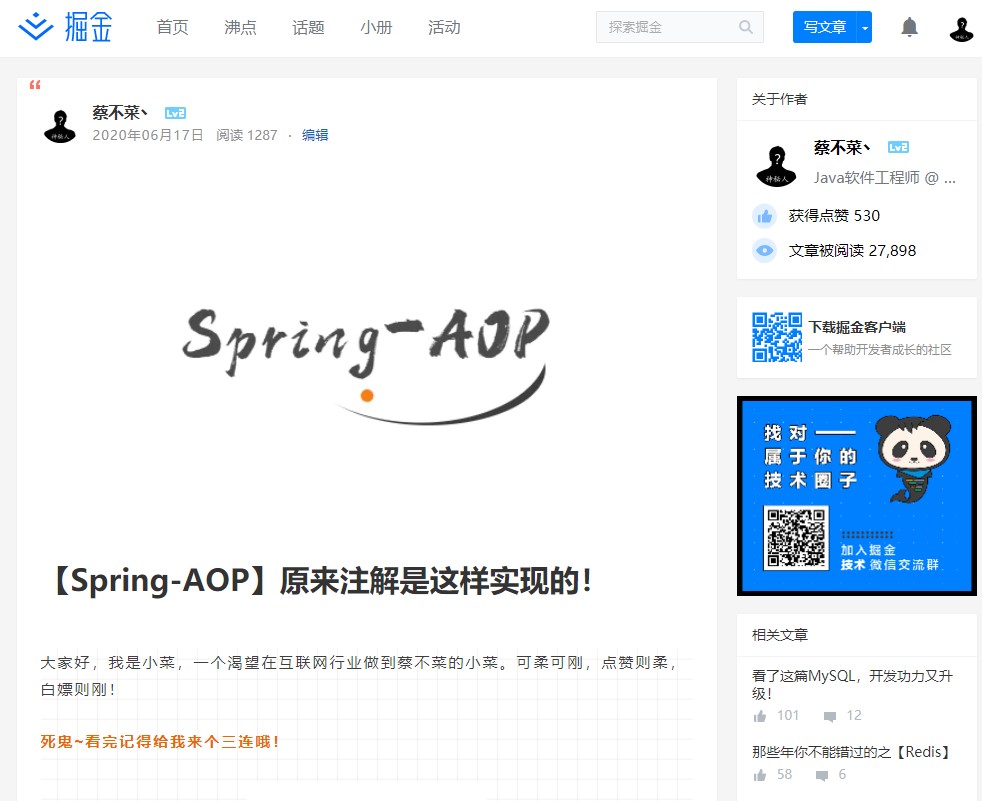 掘金
首页
沸点
话题
小册
活动
探索掘金
写文章
蔡不菜丶
Lv2
2020年06月17日 阅读 1287 · 编辑
Spring-AOP
【Spring-AOP】原来注解是这样实现的！
大家好，我是小菜，一个渴望在互联网行业做到蔡不菜的小菜。可柔可刚，点赞则柔，
白嫖则刚！
死鬼~看完记得给我来个三连哦！
关于作者
?
神秘人
蔡不菜丶
Lv2
Java软件工程师 @ ...
获得点赞 530
文章被阅读 27,898
下载掘金客户端
一个帮助开发者成长的社区
找对
属于你的
技术圈子
加入掘金
技术 微信交流群
相关文章
看了这篇MySQL，开发功力又升
级！
101
12
那些年你不能错过的之【Redis】
58
6